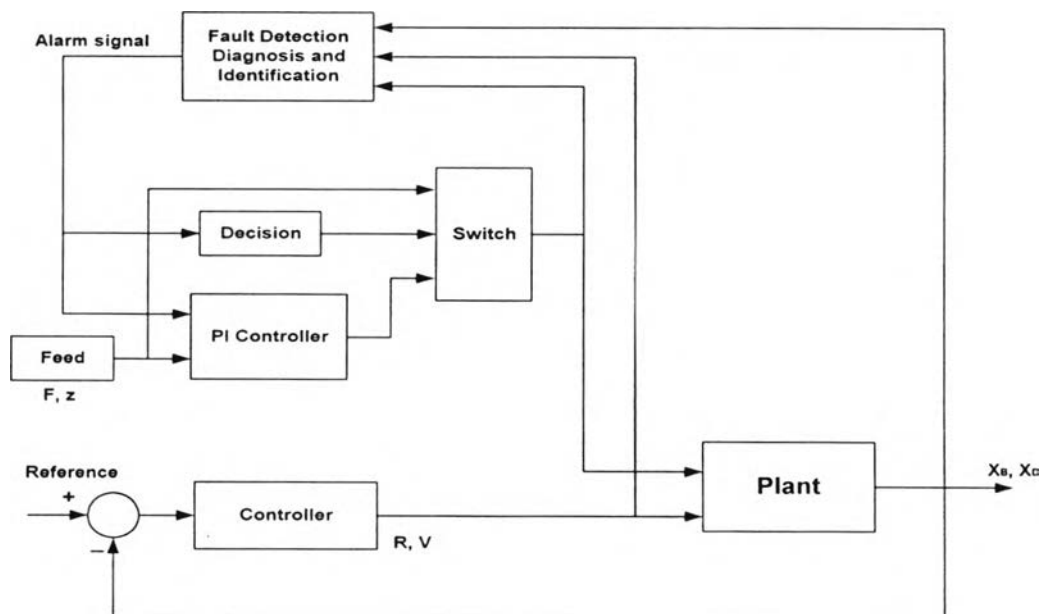 Alarm signal
Fault Detection
Diagnosis and
Identification
Decision
Switch
PI Controller
Feed
F, z
Reference
+
−
Controller
R, V
Plant
XB, XD